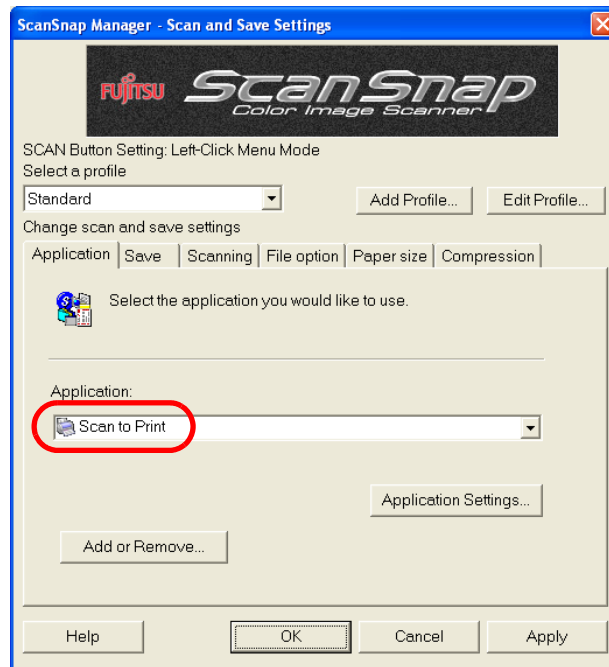 ScanSnap Manager - Scan and Save Settings
FUJITSU ScanSnap
Color Image Scanner
SCAN Button Setting: Left-Click Menu Mode
Select a profile
Standard Add Profile... Edit Profile...
Change scan and save settings
Application Save Scanning File option Paper size Compression
Select the application you would like to use.
Application:
Scan to Print
Application Settings...
Add or Remove...
Help OK Cancel Apply